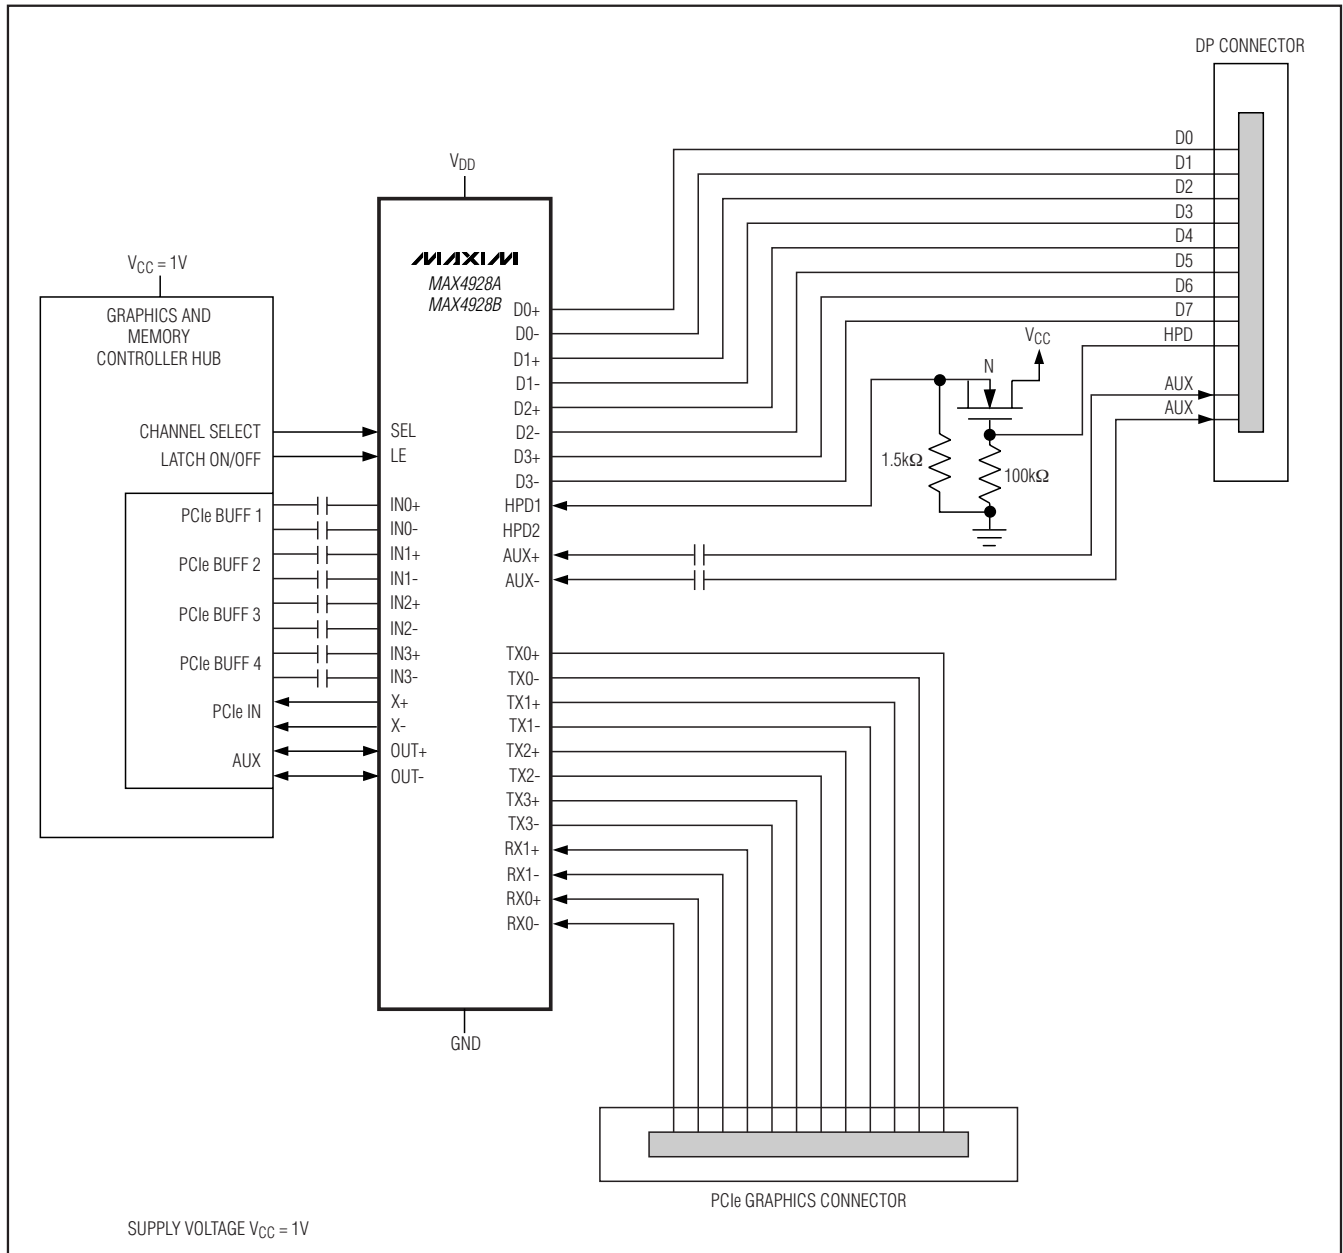 DP CONNECTOR
D0
D1
D2
D3
D4
D5
D6
D7
HPD
AUX
AUX
VDD
MAXIM
MAX4928A
MAX4928B
VCC = 1V
GRAPHICS AND
MEMORY
CONTROLLER HUB
CHANNEL SELECT
LATCH ON/OFF
PCIe BUFF 1
PCIe BUFF 2
PCIe BUFF 3
PCIe BUFF 4
PCIe IN
AUX
SEL
LE
IN0+
IN0-
IN1+
IN1-
IN2+
IN2-
IN3+
IN3-
X+
X-
OUT+
OUT-
D0+
D0-
D1+
D1-
D2+
D2-
D3+
D3-
HPD1
HPD2
AUX+
AUX-
TX0+
TX0-
TX1+
TX1-
TX2+
TX2-
TX3+
TX3-
RX1+
RX1-
RX0+
RX0-
N
VCC
1.5kΩ
100kΩ
GND
PCIe GRAPHICS CONNECTOR
SUPPLY VOLTAGE VCC = 1V